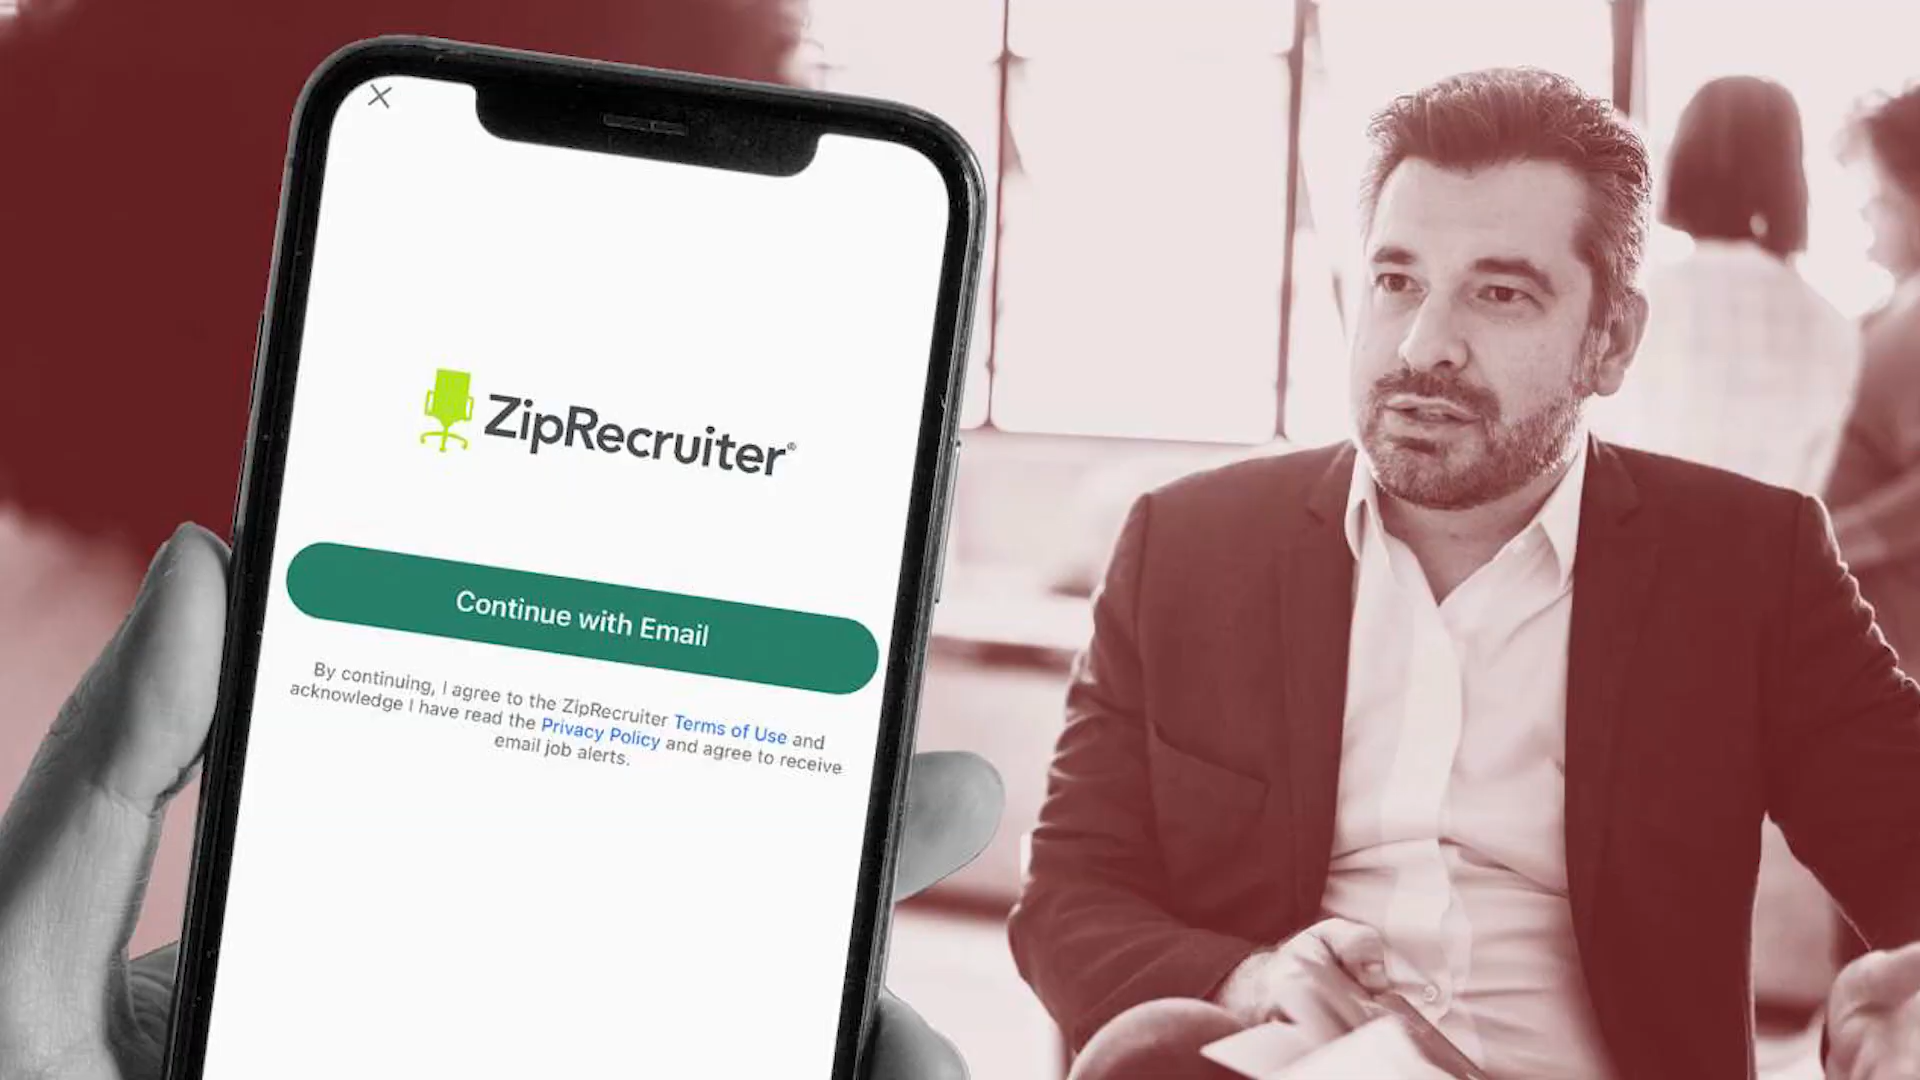 ZipRecruiter®
Continue with Email
By continuing, I agree to the ZipRecruiter Terms of Use and
acknowledge I have read the Privacy Policy and agree to receive
email job alerts.